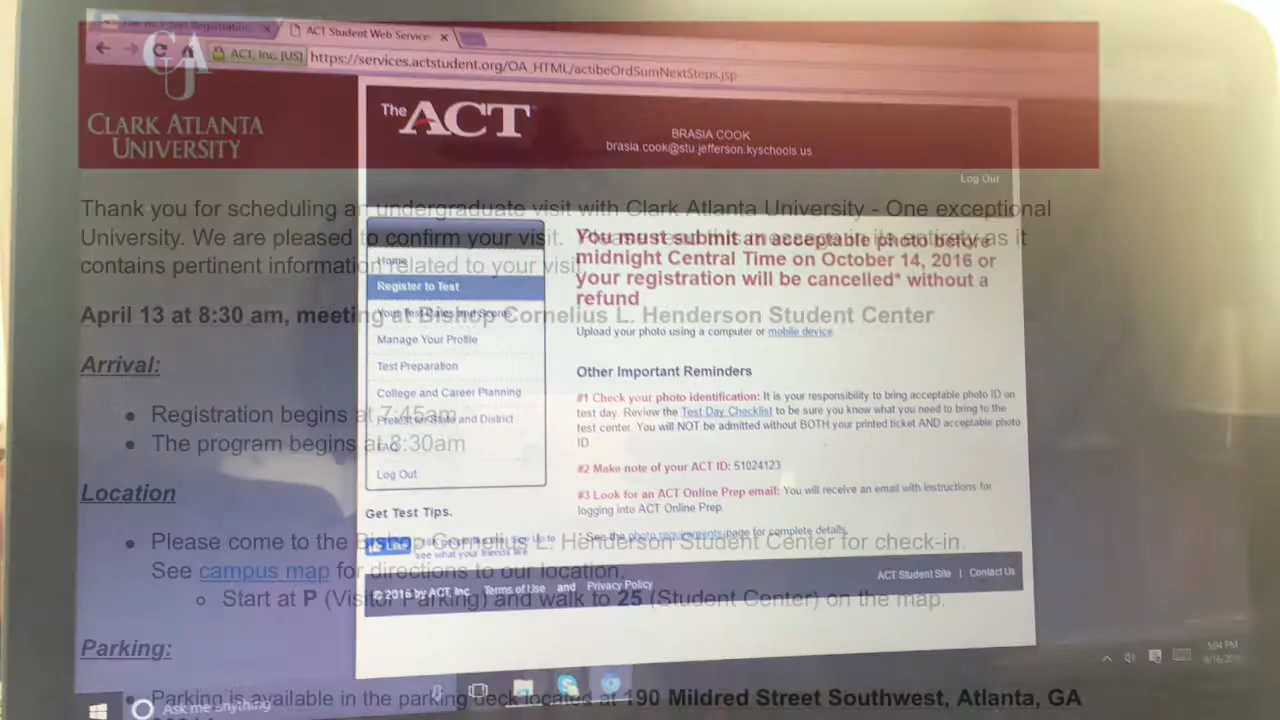 ACT Student Web Service
ACT, Inc. [US]
https://services.actstudent.org/OA_HTML/actibeOrdSumNextSteps.jsp
CAU
CLARK ATLANTA
UNIVERSITY
The ACT
BRASIA COOK
brasia.cook@stu.jefferson.kyschools.us
Log Out
Thank you for scheduling an undergraduate visit with Clark Atlanta University - One exceptional
University. We are pleased to confirm your visit. in its entirety as it
contains pertinent information related to your visit.
April 13 at 8:30 am, meeting at Bishop Cornelius L. Henderson Student Center
Arrival:
• Registration begins at 7:45am
• The program begins at 8:30am
Location
• Please come to the Bishop Cornelius L. Henderson Student Center for check-in.
See campus map for directions to our location.
○ Start at P (Visitor Parking) and walk to 25 (Student Center) on the map.
Parking:
• Parking is available in the parking deck located at 190 Mildred Street Southwest, Atlanta, GA
Home
Register to Test
Your Test Dates and Scores
Manage Your Profile
Test Preparation
College and Career Planning
State and District
FAQ
Log Out
Get Test Tips.
Like
see what your friends like
You must submit an acceptable photo before
midnight Central Time on October 14, 2016 or
your registration will be cancelled* without a
refund
Upload your photo using a computer or mobile device.
Other Important Reminders
#1 Check your photo identification: It is your responsibility to bring acceptable photo ID on
test day. Review the Test Day Checklist to be sure you know what you need to bring to the
test center. You will NOT be admitted without BOTH your printed ticket AND acceptable photo
ID.
#2 Make note of your ACT ID: 51024123
#3 Look for an ACT Online Prep email: You will receive an email with instructions for
logging into ACT Online Prep.
* See the photo requirements page for complete details.
ACT Student Site | Contact Us
© 2016 by ACT, Inc. Terms of Use and Privacy Policy
Ask me anything